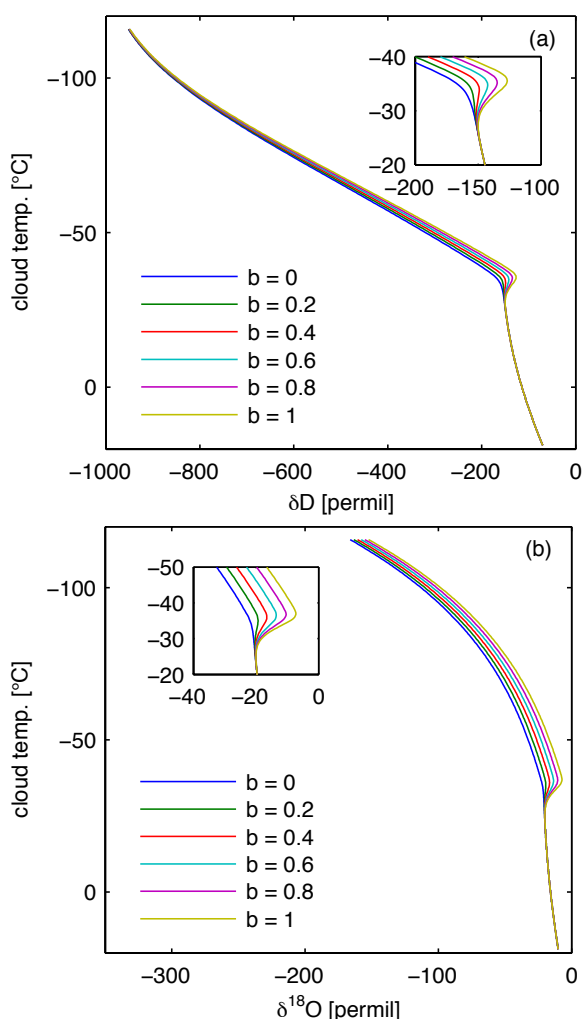 (a)
−100
−50
0
cloud temp. [°C]
−40
−30
−20
−200 −150 −100
b = 0
b = 0.2
b = 0.4
b = 0.6
b = 0.8
b = 1
−1000 −800 −600 −400 −200 0
δD [permil]
(b)
−100
−50
0
cloud temp. [°C]
−50
−40
−30
−20
−40 −20 0
b = 0
b = 0.2
b = 0.4
b = 0.6
b = 0.8
b = 1
−300 −200 −100 0
δ¹⁸O [permil]